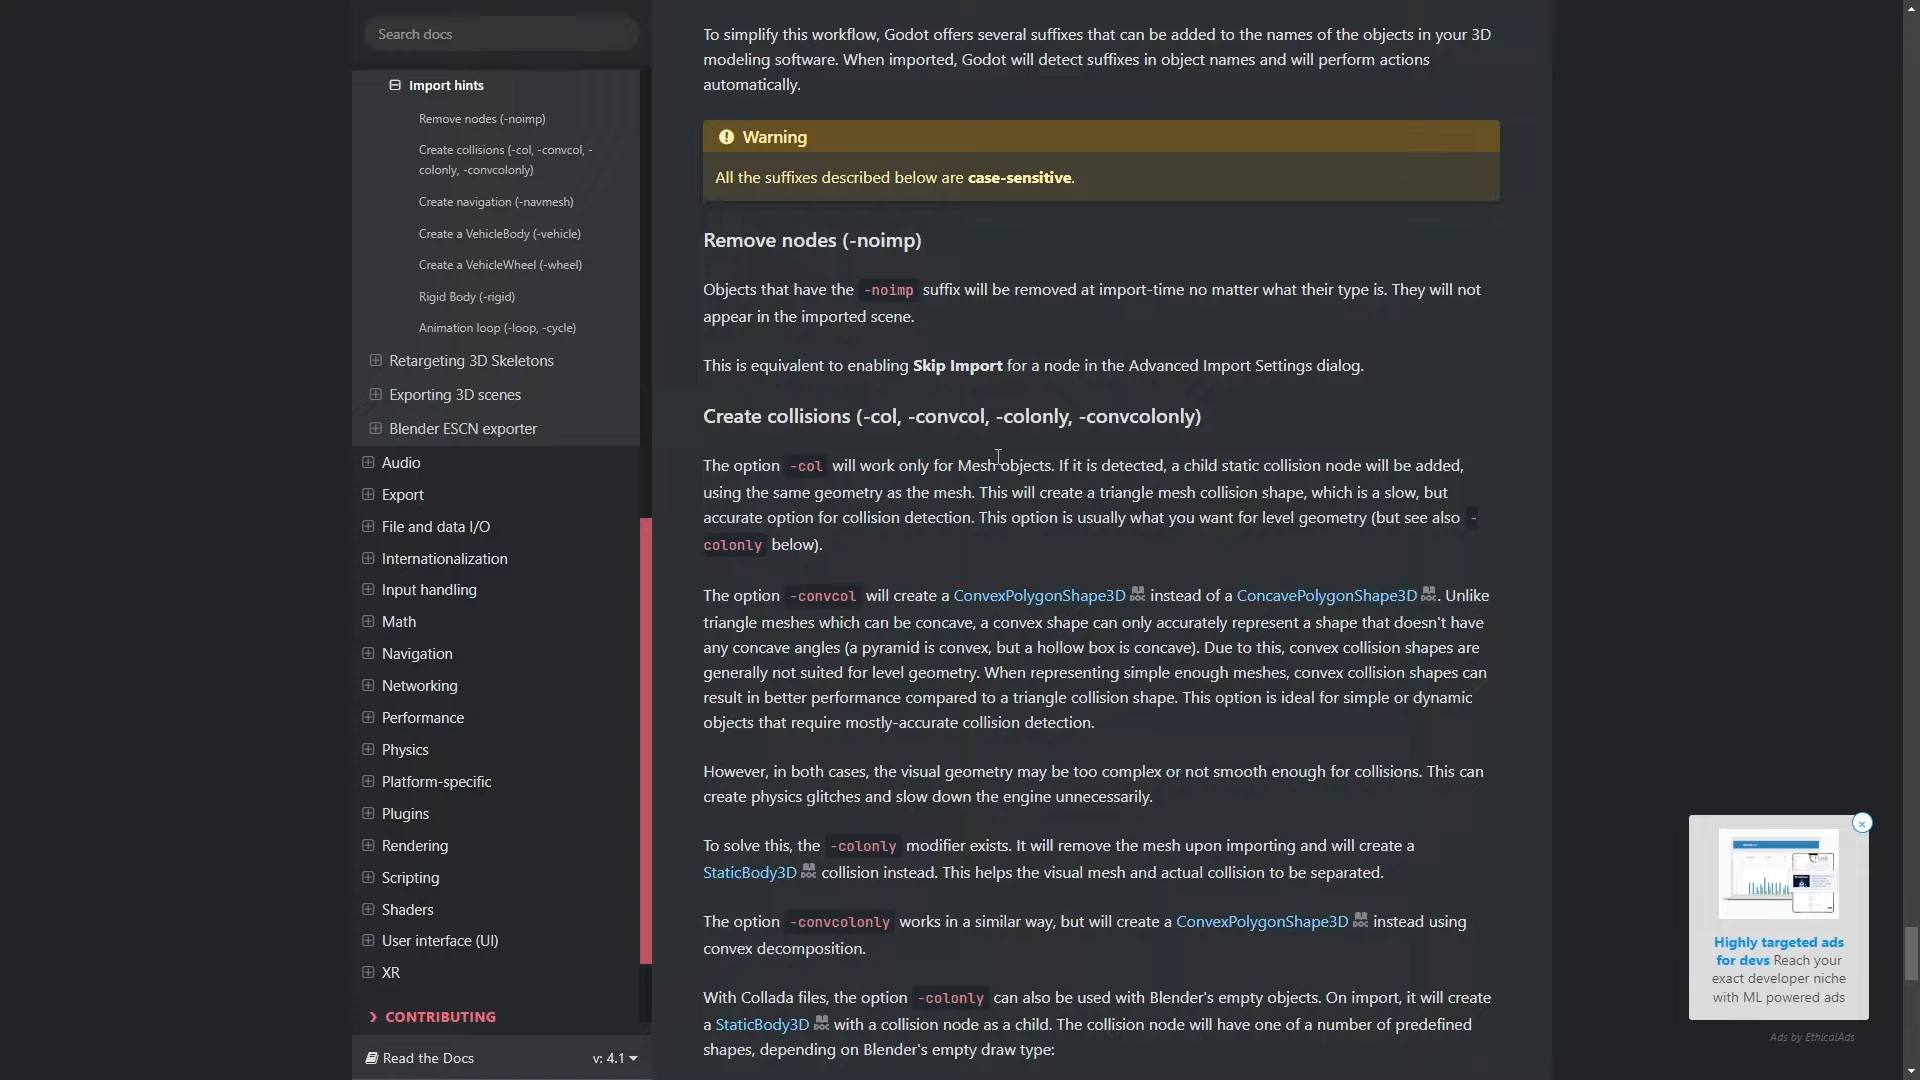 Search docs
Import hints
Remove nodes (-noimp)
Create collisions (-col, -convcol, -
colonly, -convcolonly)
Create navigation (-navmesh)
Create a VehicleBody (-vehicle)
Create a VehicleWheel (-wheel)
Rigid Body (-rigid)
Animation loop (-loop, -cycle)
Retargeting 3D Skeletons
Exporting 3D scenes
Blender ESCN exporter
Audio
Export
File and data I/O
Internationalization
Input handling
Math
Navigation
Networking
Performance
Physics
Platform-specific
Plugins
Rendering
Scripting
Shaders
User interface (UI)
XR
CONTRIBUTING
Read the Docs
v: 4.1
To simplify this workflow, Godot offers several suffixes that can be added to the names of the objects in your 3D
modeling software. When imported, Godot will detect suffixes in object names and will perform actions
automatically.
Warning
All the suffixes described below are case-sensitive.
Remove nodes (-noimp)
Objects that have the -noimp suffix will be removed at import-time no matter what their type is. They will not
appear in the imported scene.
This is equivalent to enabling Skip Import for a node in the Advanced Import Settings dialog.
Create collisions (-col, -convcol, -colonly, -convcolonly)
The option -col will work only for Mesh objects. If it is detected, a child static collision node will be added,
using the same geometry as the mesh. This will create a triangle mesh collision shape, which is a slow, but
accurate option for collision detection. This option is usually what you want for level geometry (but see also -
colonly below).
The option -convcol will create a ConvexPolygonShape3D instead of a ConcavePolygonShape3D. Unlike
triangle meshes which can be concave, a convex shape can only accurately represent a shape that doesn't have
any concave angles (a pyramid is convex, but a hollow box is concave). Due to this, convex collision shapes are
generally not suited for level geometry. When representing simple enough meshes, convex collision shapes can
result in better performance compared to a triangle collision shape. This option is ideal for simple or dynamic
objects that require mostly-accurate collision detection.
However, in both cases, the visual geometry may be too complex or not smooth enough for collisions. This can
create physics glitches and slow down the engine unnecessarily.
To solve this, the -colonly modifier exists. It will remove the mesh upon importing and will create a
StaticBody3D collision instead. This helps the visual mesh and actual collision to be separated.
The option -convcolonly works in a similar way, but will create a ConvexPolygonShape3D instead using
convex decomposition.
With Collada files, the option -colonly can also be used with Blender's empty objects. On import, it will create
a StaticBody3D with a collision node as a child. The collision node will have one of a number of predefined
shapes, depending on Blender's empty draw type:
Highly targeted ads
for devs Reach your
exact developer niche
with ML powered ads
Ads by EthicalAds